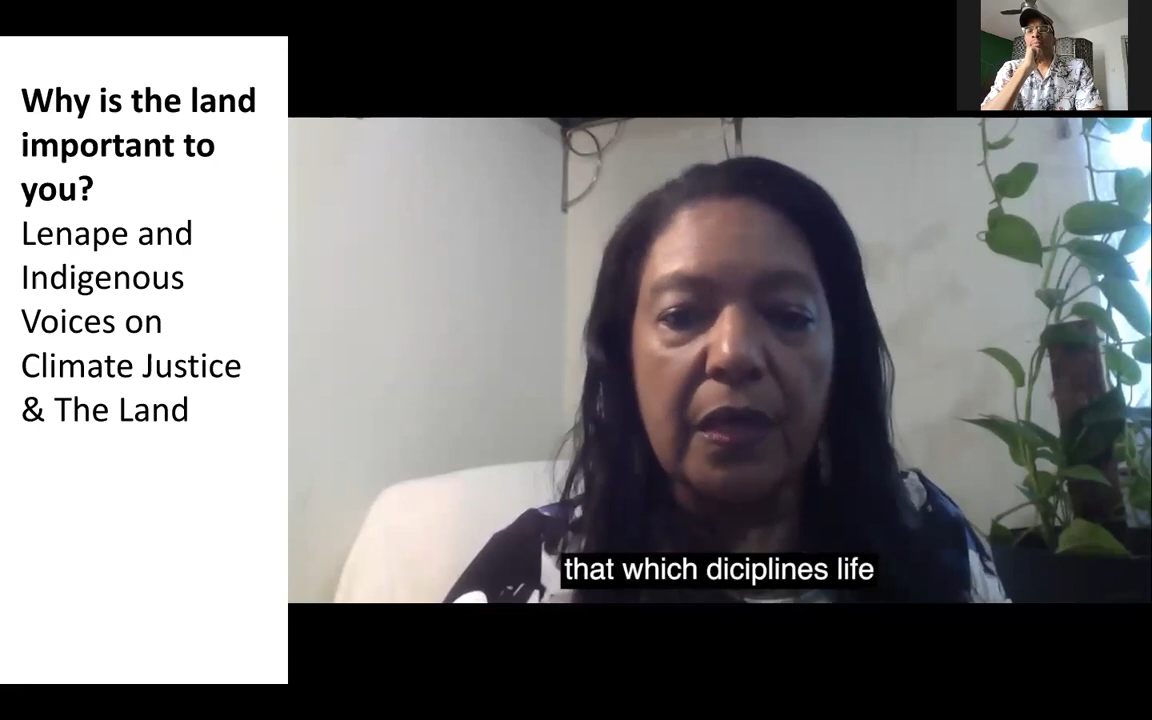 Why is the land
important to
you?
Lenape and
Indigenous
Voices on
Climate Justice
& The Land
that which diciplines life